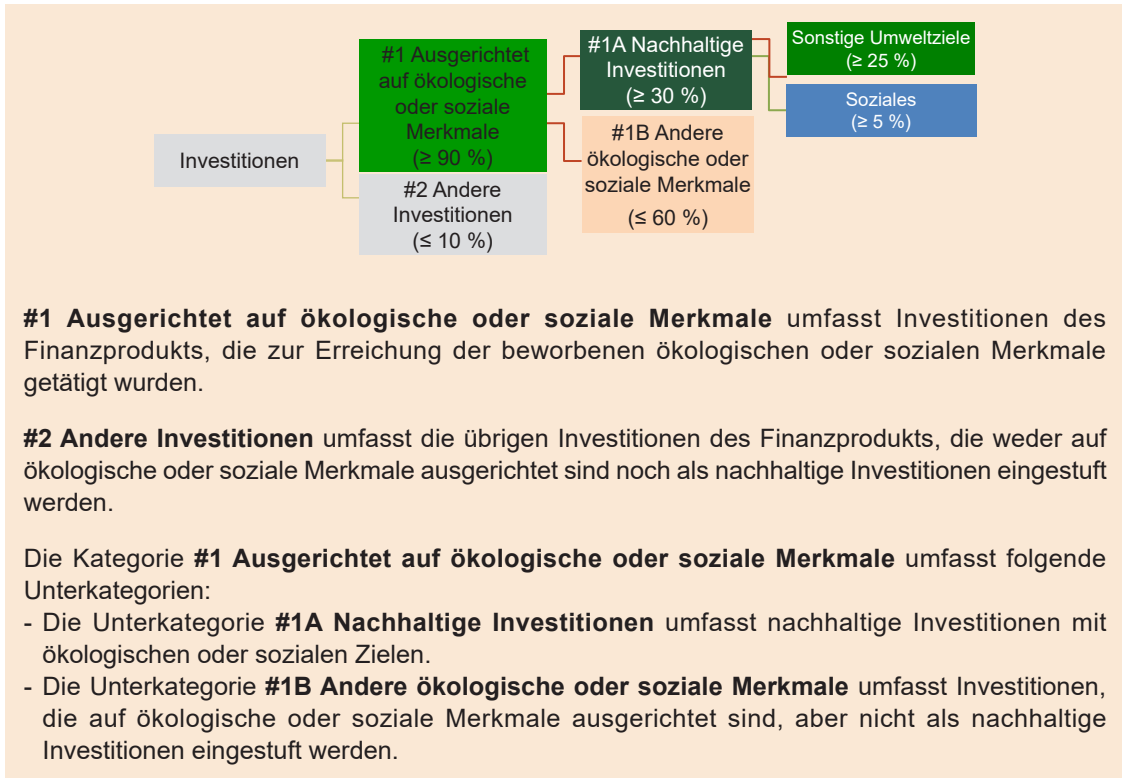 Investitionen
#1 Ausgerichtet
auf ökologische
oder soziale
Merkmale
(≥ 90 %)
#2 Andere
Investitionen
(≤ 10 %)
#1A Nachhaltige
Investitionen
(≥ 30 %)
#1B Andere
ökologische oder
soziale Merkmale
(≤ 60 %)
Sonstige Umweltziele
(≥ 25 %)
Soziales
(≥ 5 %)
#1 Ausgerichtet auf ökologische oder soziale Merkmale umfasst Investitionen des
Finanzprodukts, die zur Erreichung der beworbenen ökologischen oder sozialen Merkmale
getätigt wurden.
#2 Andere Investitionen umfasst die übrigen Investitionen des Finanzprodukts, die weder auf
ökologische oder soziale Merkmale ausgerichtet sind noch als nachhaltige Investitionen eingestuft
werden.
Die Kategorie #1 Ausgerichtet auf ökologische oder soziale Merkmale umfasst folgende
Unterkategorien:
- Die Unterkategorie #1A Nachhaltige Investitionen umfasst nachhaltige Investitionen mit
ökologischen oder sozialen Zielen.
- Die Unterkategorie #1B Andere ökologische oder soziale Merkmale umfasst Investitionen,
die auf ökologische oder soziale Merkmale ausgerichtet sind, aber nicht als nachhaltige
Investitionen eingestuft werden.